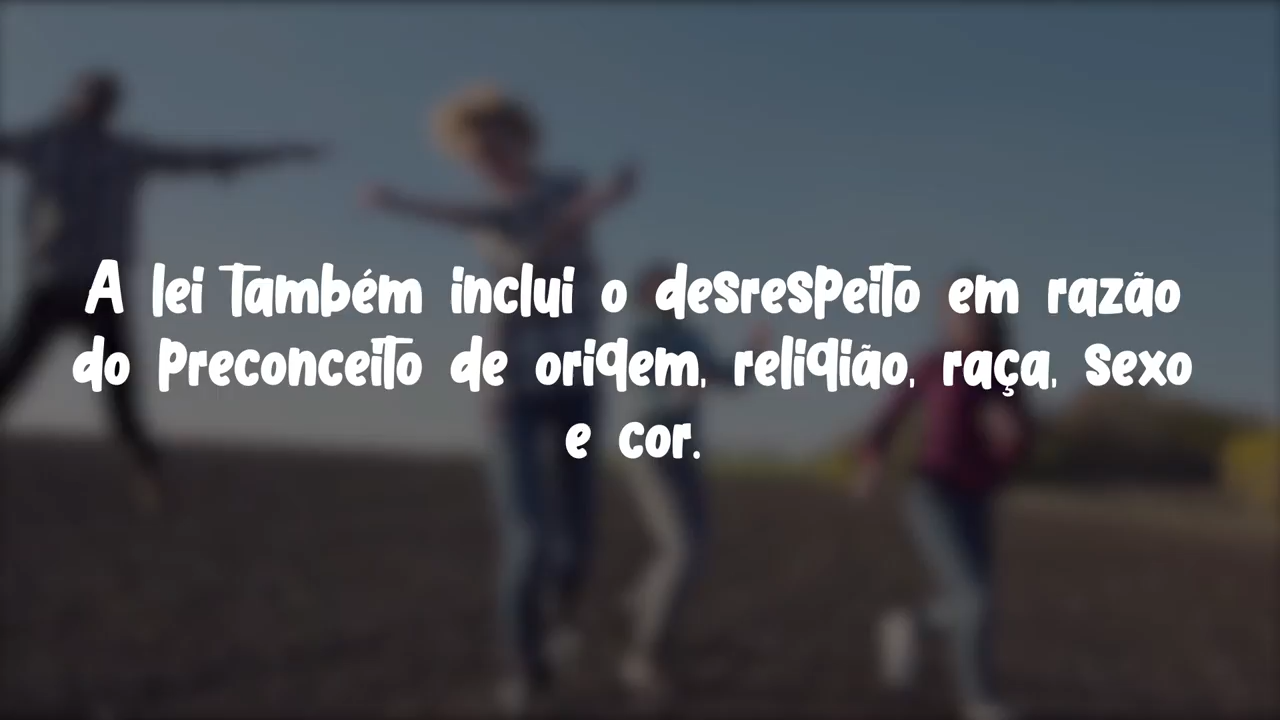 A lei também inclui o desrespeito em razão
do preconceito de origem, religião, raça, sexo
e cor.